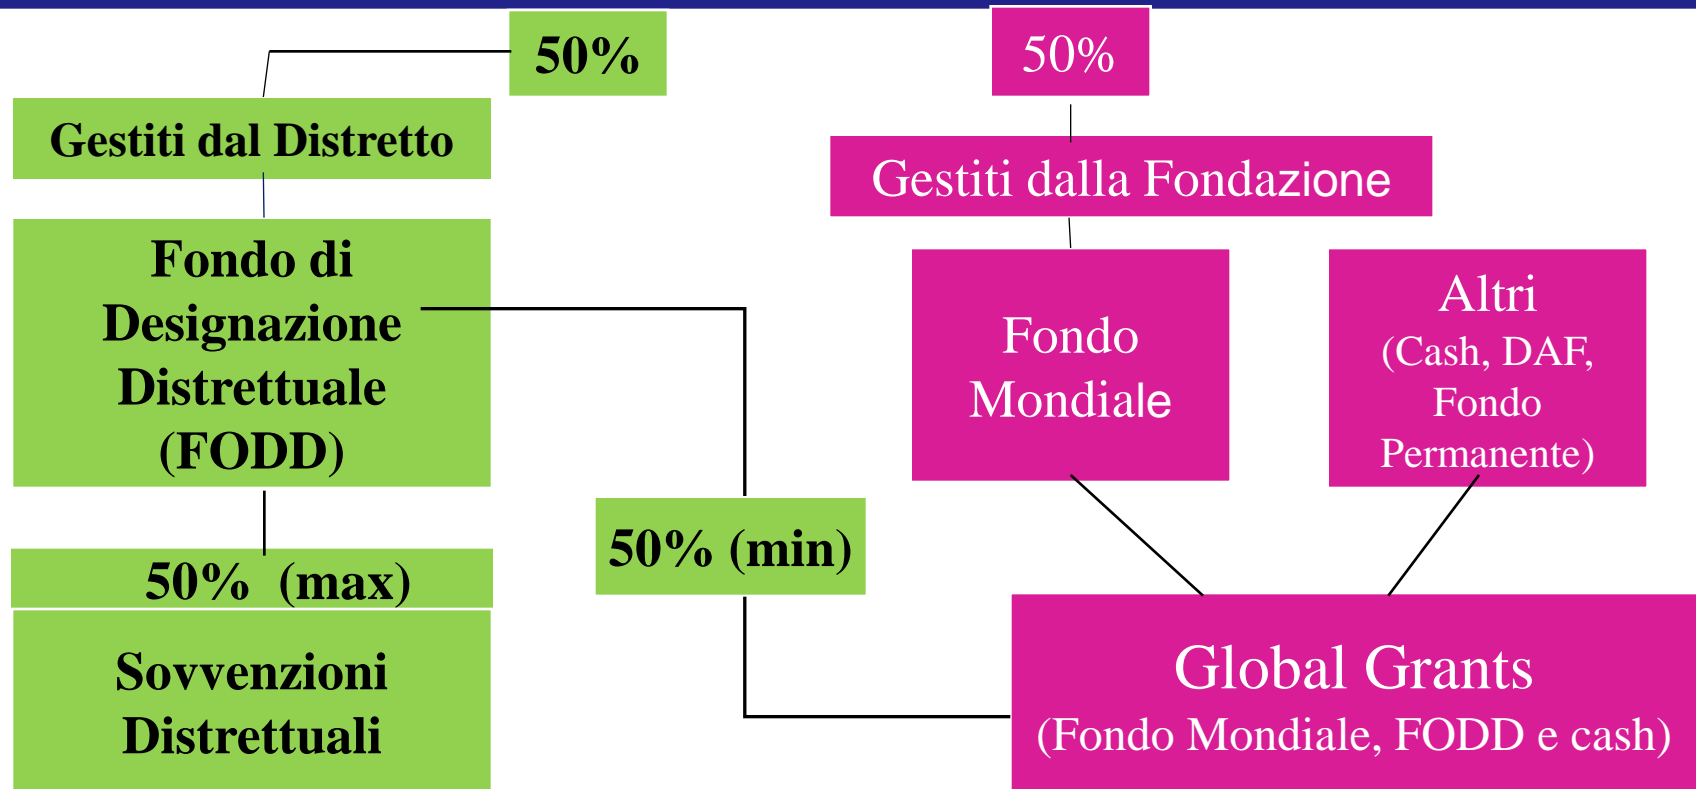 50%
Gestiti dal Distretto
Fondo di
Designazione
Distrettuale
(FODD)
50% (max)
Sovvenzioni
Distrettuali
50% (min)
50%
Gestiti dalla Fondazione
Fondo
Mondiale
Altri
(Cash, DAF,
Fondo
Permanente)
Global Grants
(Fondo Mondiale, FODD e cash)